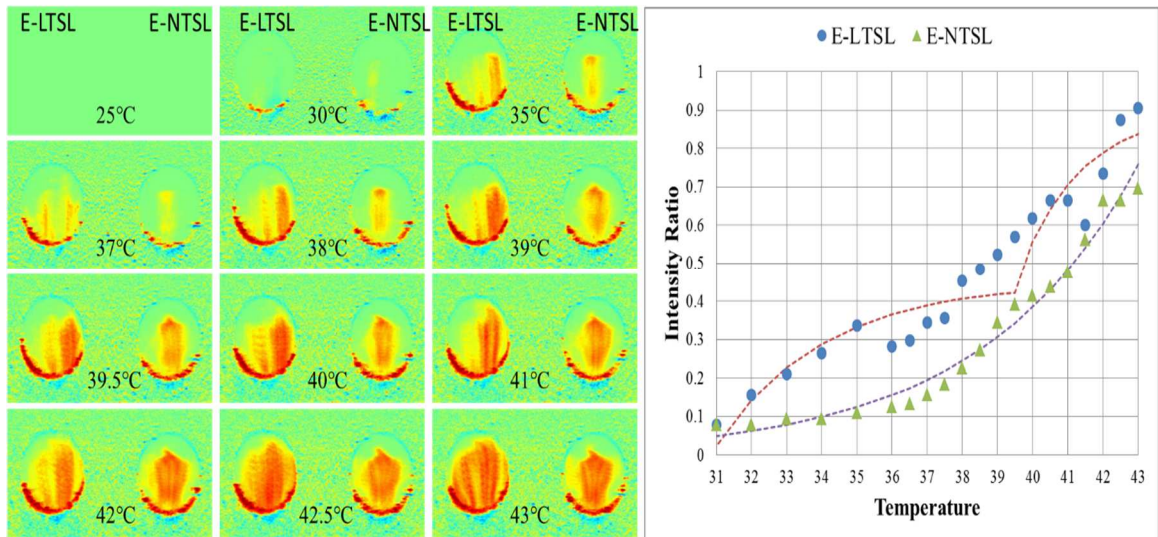 E-LTSL E-NTSL E-LTSL E-NTSL E-LTSL E-NTSL
25℃ 30℃ 35℃
37℃ 38℃ 39℃
39.5℃ 40℃ 41℃
42℃ 42.5℃ 43℃
E-LTSL E-NTSL
Intensity Ratio
1
0.9
0.8
0.7
0.6
0.5
0.4
0.3
0.2
0.1
0
31 32 33 34 35 36 37 38 39 40 41 42 43
Temperature